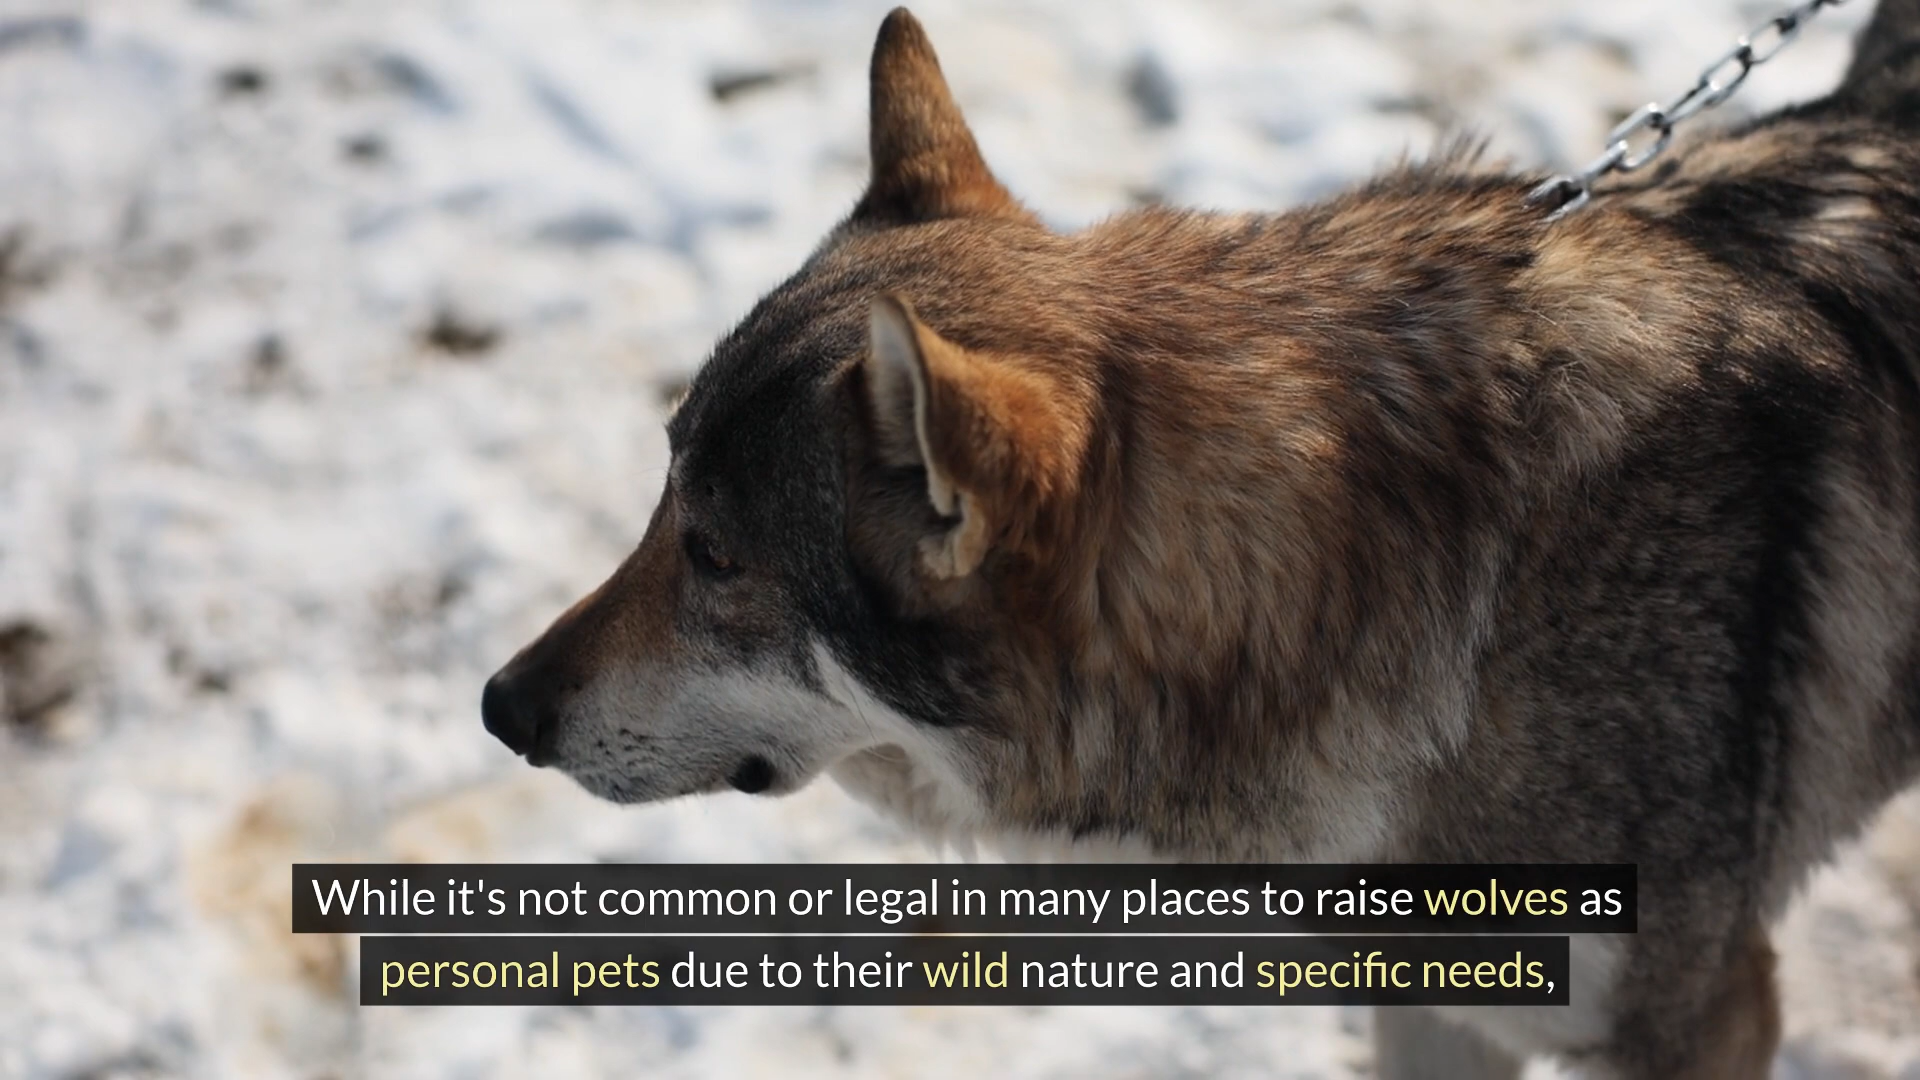 While it's not common or legal in many places to raise wolves as
personal pets due to their wild nature and specific needs,